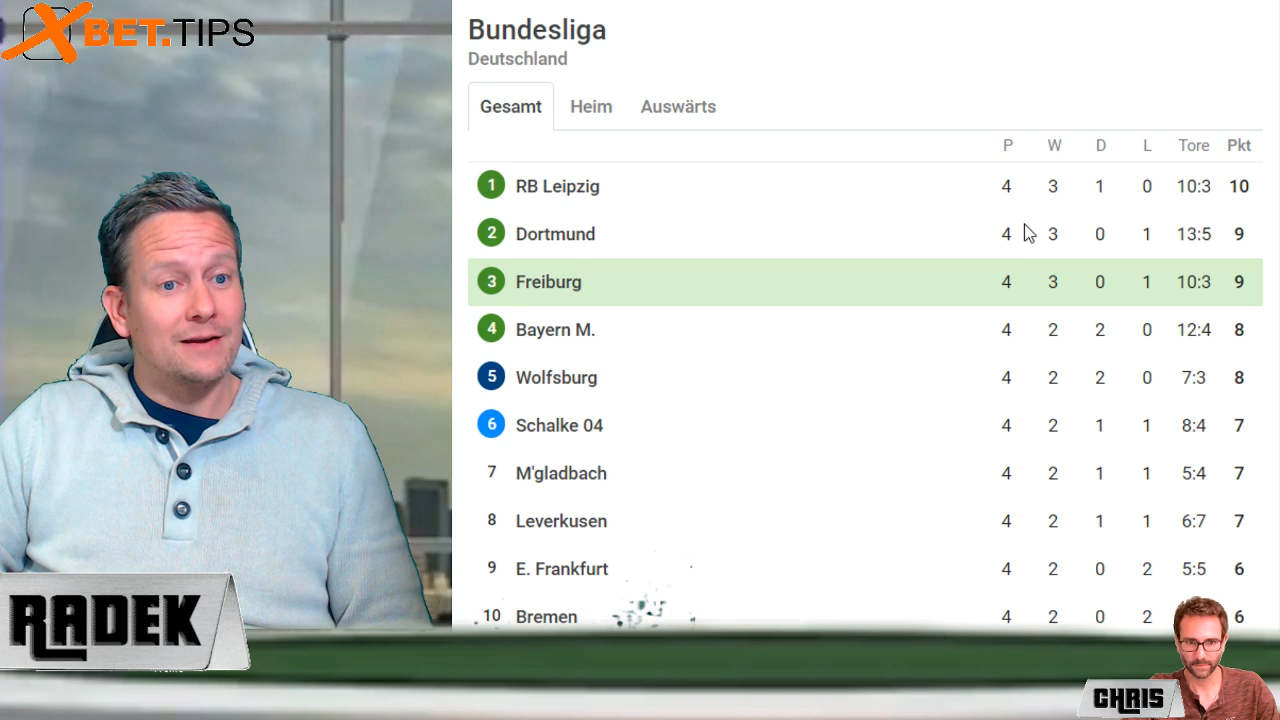 XBET.TIPS
Bundesliga
Deutschland
Gesamt Heim Auswärts
P W D L Tore Pkt
1 RB Leipzig 4 3 1 0 10:3 10
2 Dortmund 4 3 0 1 13:5 9
3 Freiburg 4 3 0 1 10:3 9
4 Bayern M. 4 2 2 0 12:4 8
5 Wolfsburg 4 2 2 0 7:3 8
6 Schalke 04 4 2 1 1 8:4 7
7 M'gladbach 4 2 1 1 5:4 7
8 Leverkusen 4 2 1 1 6:7 7
9 E. Frankfurt 4 2 0 2 5:5 6
10 Bremen 4 2 0 2 6
RADEK
CHRIS